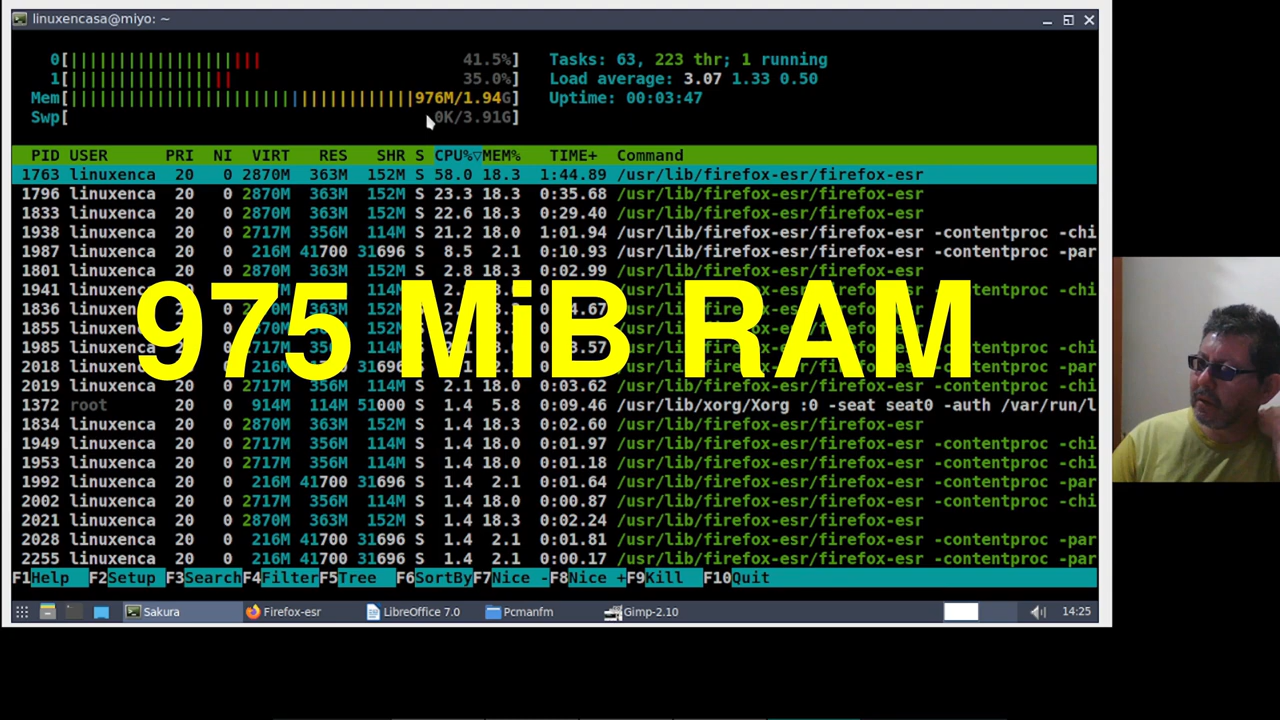 linuxencasa@miyo: ~
0[||||||||||||||||||||| 41.5%] Tasks: 63, 223 thr; 1 running
1[|||||||||||||||||| 35.0%] Load average: 3.07 1.33 0.50
Mem[||||||||||||||||||||||||||||||||||||976M/1.94G] Uptime: 00:03:47
Swp[ 0K/3.91G]
PID USER PRI NI VIRT RES SHR S CPU%▽MEM% TIME+ Command
1763 linuxenca 20 0 2870M 363M 152M S 58.0 18.3 1:44.89 /usr/lib/firefox-esr/firefox-esr
1796 linuxenca 20 0 2870M 363M 152M S 23.3 18.3 0:35.68 /usr/lib/firefox-esr/firefox-esr
1833 linuxenca 20 0 2870M 363M 152M S 22.6 18.3 0:29.40 /usr/lib/firefox-esr/firefox-esr
1938 linuxenca 20 0 2717M 356M 114M S 21.2 18.0 1:01.94 /usr/lib/firefox-esr/firefox-esr -contentproc -chi
1987 linuxenca 20 0 216M 41700 31696 S 8.5 2.1 0:10.93 /usr/lib/firefox-esr/firefox-esr -contentproc -par
1801 linuxenca 20 0 2870M 363M 152M S 2.8 18.3 0:02.99 /usr/lib/firefox-esr/firefox-esr
1941 linuxenca 114M -chi
1836
1855
1985 -chi
2018 -par
975 MiB RAM
2019 linuxenca 20 0 2717M 356M 114M S 2.1 18.0 0:03.62 /usr/lib/firefox-esr/firefox-esr -contentproc -chi
1372 root 20 0 914M 114M 51000 S 1.4 5.8 0:09.46 /usr/lib/xorg/Xorg :0 -seat seat0 -auth /var/run/l
1834 linuxenca 20 0 2870M 363M 152M S 1.4 18.3 0:02.60 /usr/lib/firefox-esr/firefox-esr
1949 linuxenca 20 0 2717M 356M 114M S 1.4 18.0 0:01.97 /usr/lib/firefox-esr/firefox-esr -contentproc -chi
1953 linuxenca 20 0 2717M 356M 114M S 1.4 18.0 0:01.18 /usr/lib/firefox-esr/firefox-esr -contentproc -chi
1992 linuxenca 20 0 216M 41700 31696 S 1.4 2.1 0:01.64 /usr/lib/firefox-esr/firefox-esr -contentproc -par
2002 linuxenca 20 0 2717M 356M 114M S 1.4 18.0 0:00.87 /usr/lib/firefox-esr/firefox-esr -contentproc -chi
2021 linuxenca 20 0 2870M 363M 152M S 1.4 18.3 0:02.24 /usr/lib/firefox-esr/firefox-esr
2028 linuxenca 20 0 216M 41700 31696 S 1.4 2.1 0:01.81 /usr/lib/firefox-esr/firefox-esr -contentproc -par
2255 linuxenca 20 0 216M 41700 31696 S 1.4 2.1 0:00.17 /usr/lib/firefox-esr/firefox-esr -contentproc -par
F1Help F2Setup F3SearchF4FilterF5Tree F6SortByF7Nice -F8Nice +F9Kill F10Quit
Sakura Firefox-esr LibreOffice 7.0 Pcmanfm Gimp-2.10 14:25